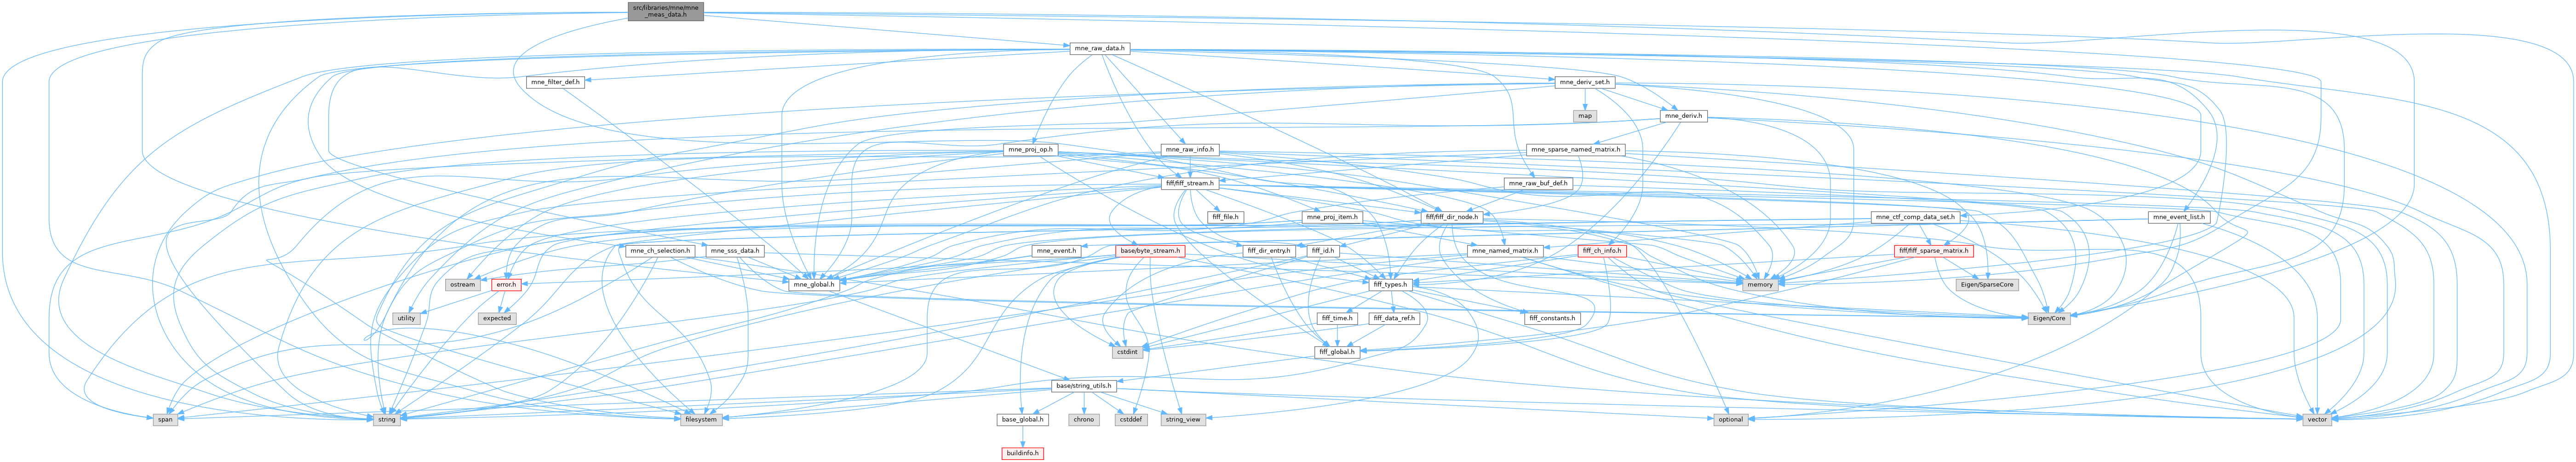 src/libraries/mne/mne
_meas_data.h
mne_raw_data.h
mne_filter_def.h
mne_deriv_set.h
map
mne_deriv.h
mne_proj_op.h
mne_raw_info.h
mne_sparse_named_matrix.h
fiff/fiff_stream.h
mne_raw_buf_def.h
fiff_file.h
mne_proj_item.h
fiff/fiff_dir_node.h
mne_ctf_comp_data_set.h
mne_event_list.h
mne_ch_selection.h
mne_sss_data.h
mne_event.h
base/byte_stream.h
fiff_dir_entry.h
fiff_id.h
mne_named_matrix.h
fiff_ch_info.h
fiff/fiff_sparse_matrix.h
ostream
error.h
mne_global.h
fiff_types.h
memory
Eigen/SparseCore
utility
expected
fiff_time.h
fiff_data_ref.h
fiff_constants.h
Eigen/Core
cstdint
fiff_global.h
base/string_utils.h
span
string
filesystem
base_global.h
chrono
cstddef
string_view
optional
vector
buildinfo.h